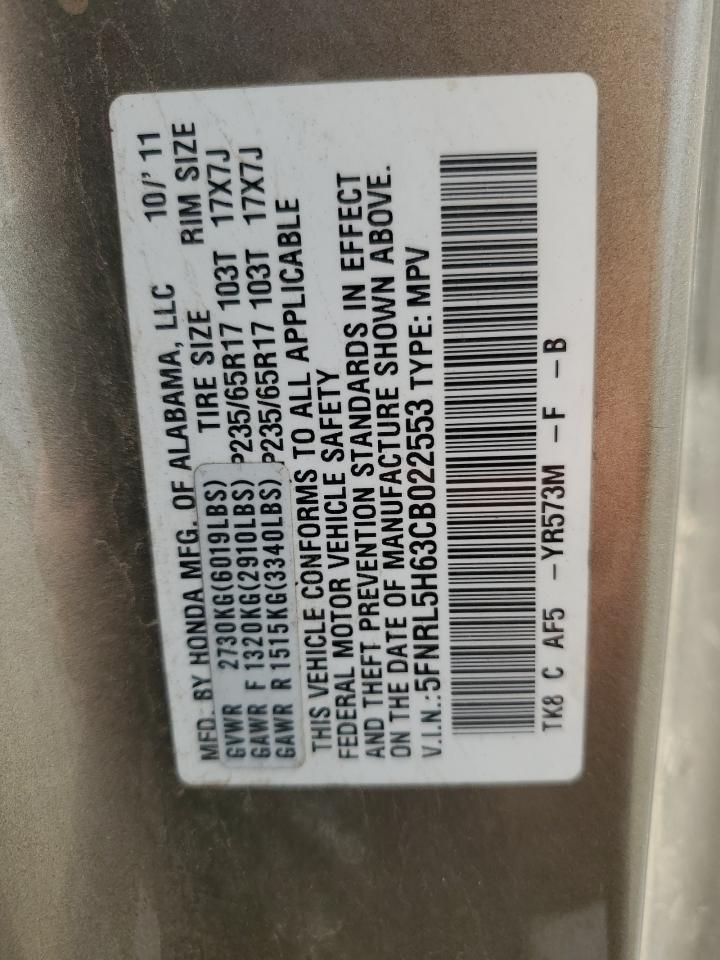 MFD. BY HONDA MFG. OF ALABAMA, LLC 10/' 11
TIRE SIZE RIM SIZE
GVWR 2730KG(6019LBS)
GAWR F 1320KG(2910LBS) P235/65R17 103T 17X7J
GAWR R 1515KG(3340LBS) P235/65R17 103T 17X7J
THIS VEHICLE CONFORMS TO ALL APPLICABLE
FEDERAL MOTOR VEHICLE SAFETY
AND THEFT PREVENTION STANDARDS IN EFFECT
ON THE DATE OF MANUFACTURE SHOWN ABOVE.
V.I.N.: 5FNRL5H63CB022553 TYPE: MPV
TK8 C AF5 -YR573M -F -B